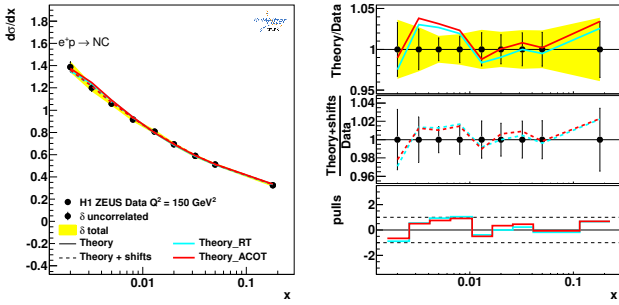 dσ/dx
e⁺p → NC
1.8
1.6
1.4
1.2
1
0.8
0.6
0.4
0.2
0
-0.2
-0.4
H1 ZEUS Data Q² = 150 GeV²
δ uncorrelated
δ total
Theory
Theory + shifts
Theory_RT
Theory_ACOT
0.01
0.1
x
Theory/Data
1.05
1
0.95
Theory+shifts
Data
1.04
1.02
1
0.98
0.96
pulls
2
0
-2
0.01
0.1
x